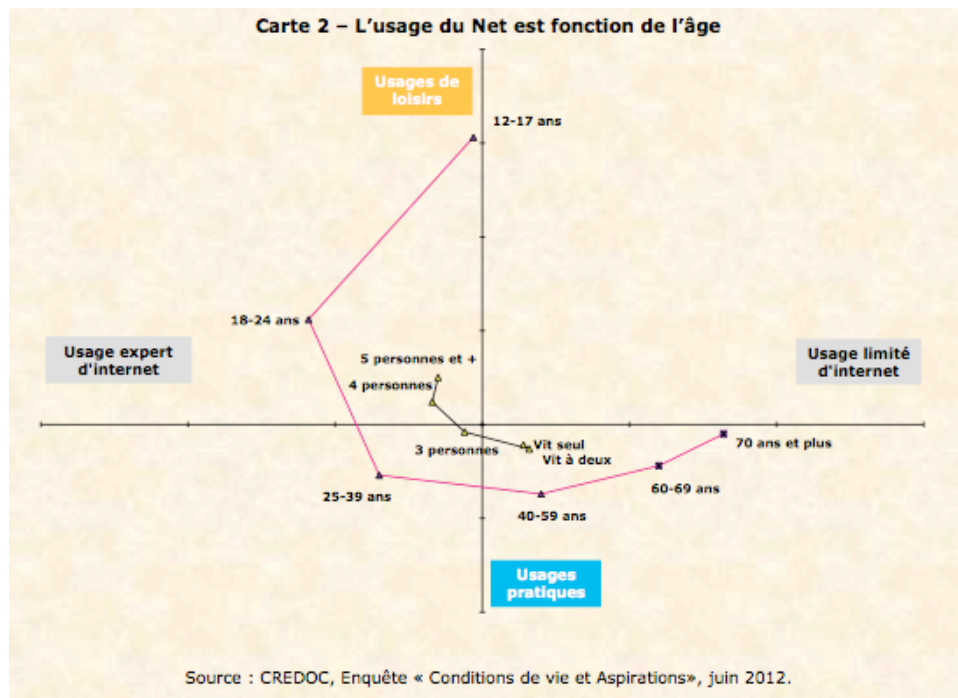 Carte 2 – L'usage du Net est fonction de l'âge
Usages de
loisirs
12-17 ans
18-24 ans
Usage expert
d'internet
5 personnes et +
4 personnes
Usage limité
d'internet
3 personnes
Vit seul
Vit à deux
70 ans et plus
25-39 ans
60-69 ans
40-59 ans
Usages
pratiques
Source : CREDOC, Enquête « Conditions de vie et Aspirations», juin 2012.